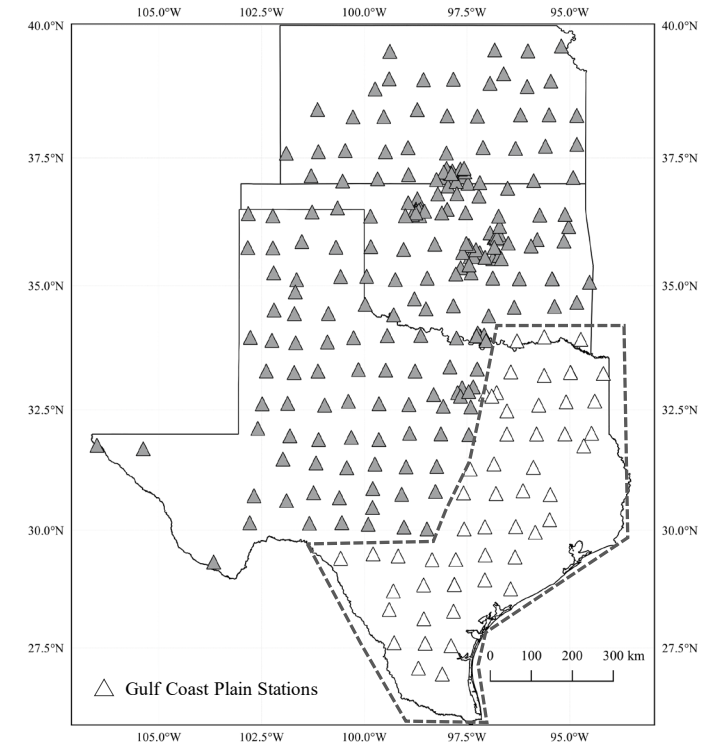 105.0°W 102.5°W 100.0°W 97.5°W 95.0°W
40.0°N 40.0°N
37.5°N 37.5°N
35.0°N 35.0°N
32.5°N 32.5°N
30.0°N 30.0°N
27.5°N 27.5°N
0 100 200 300 km
Gulf Coast Plain Stations
105.0°W 102.5°W 100.0°W 97.5°W 95.0°W